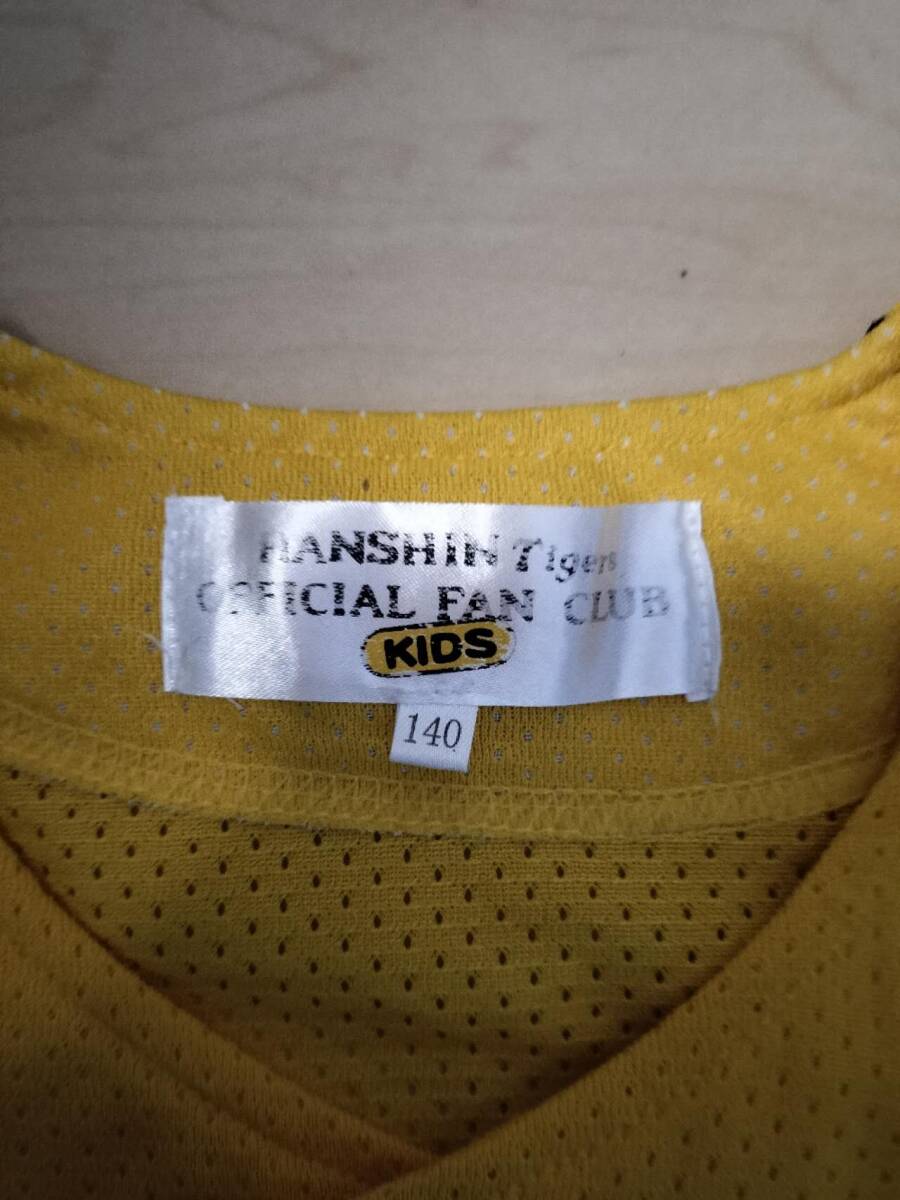 HANSHIN Tigers
OFFICIAL FAN CLUB
KIDS
140